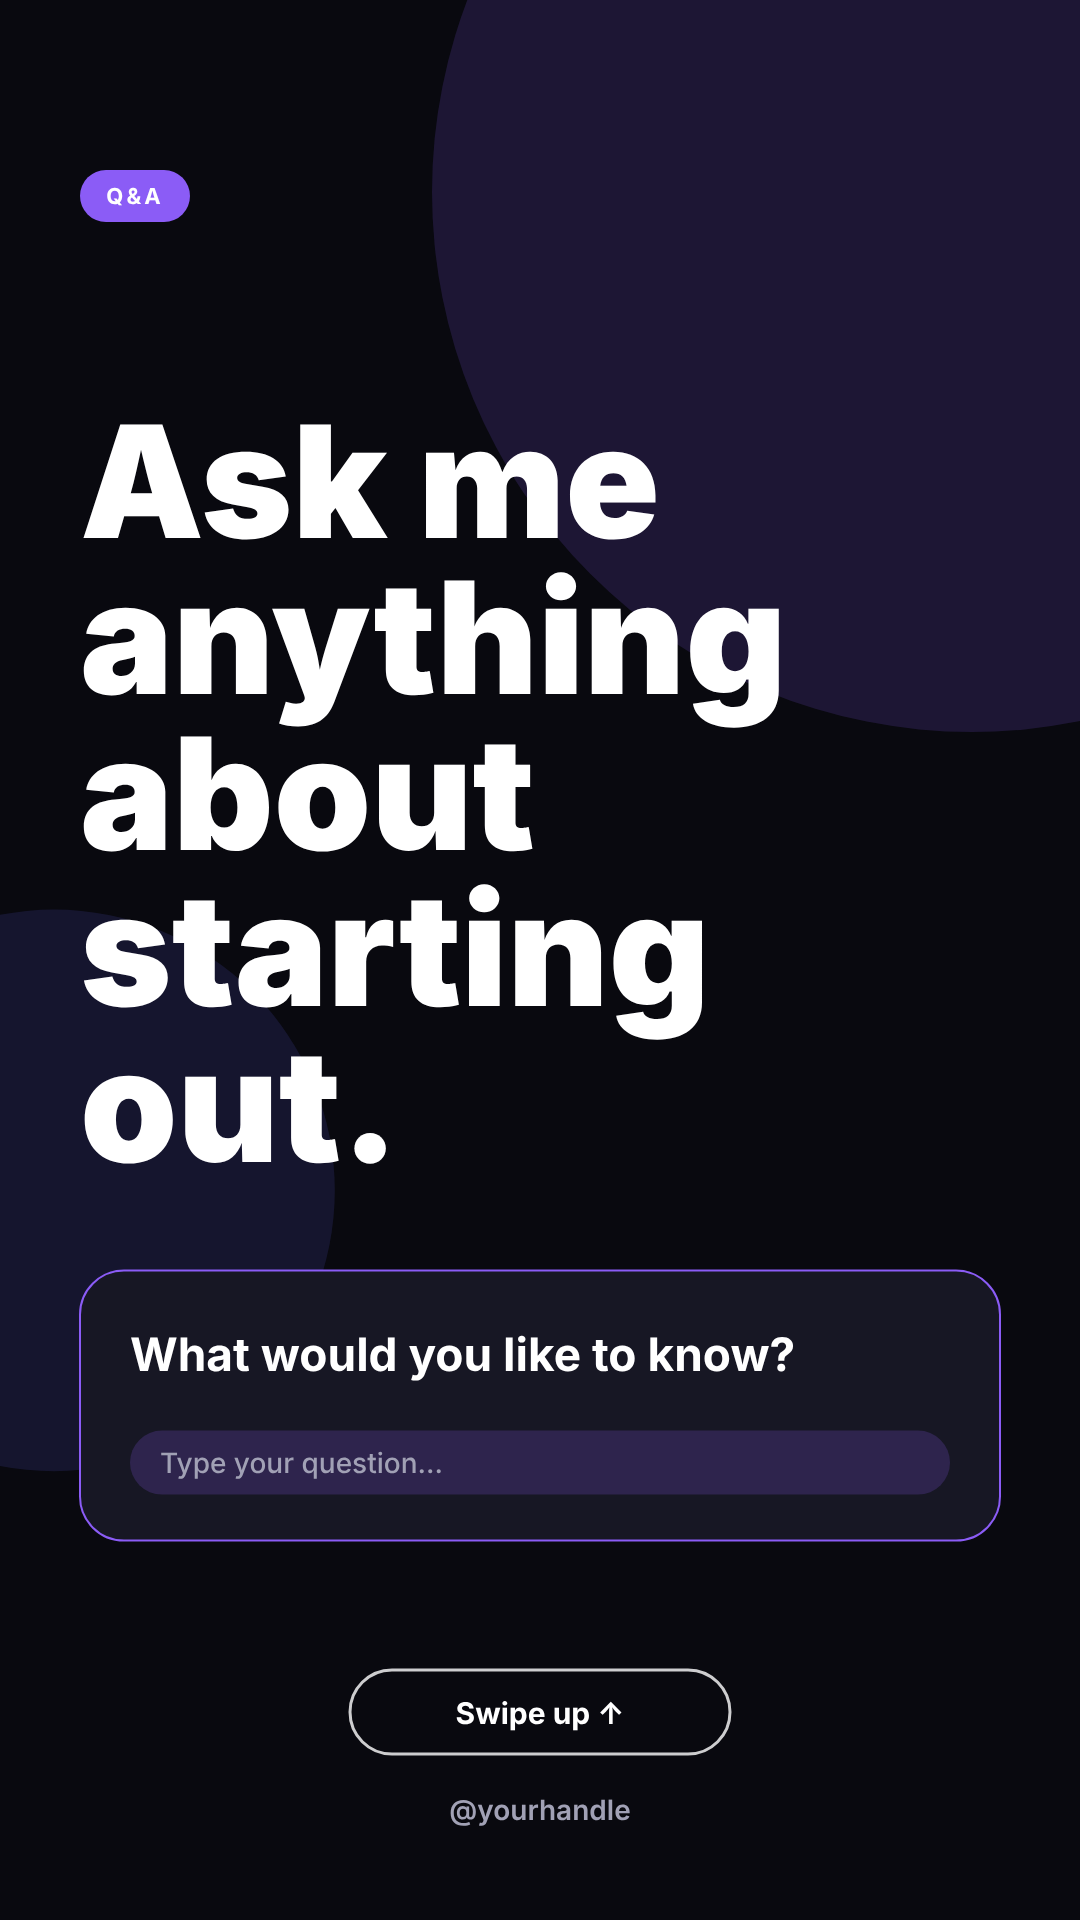 Q&A
Ask me
anything
about
starting
out.
What would you like to know?
Type your question...
Swipe up ↑
@yourhandle